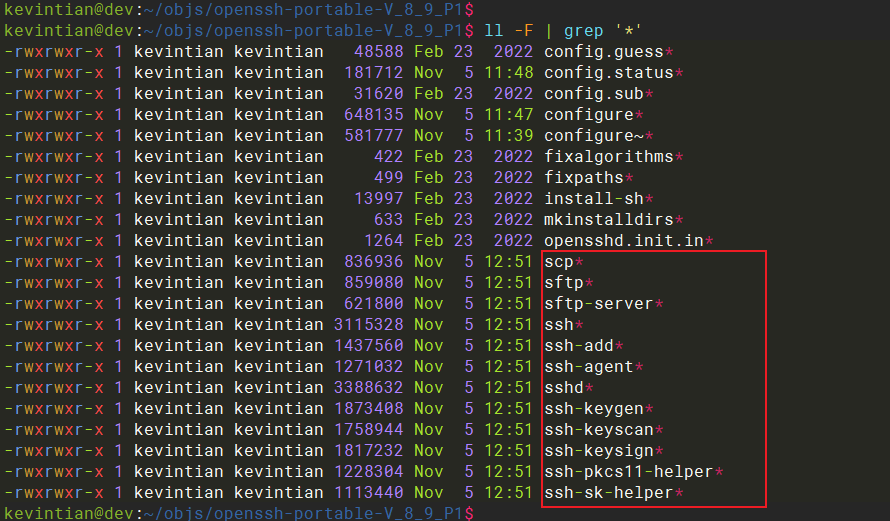 kevintian@dev:~/objs/openssh-portable-V_8_9_P1$
kevintian@dev:~/objs/openssh-portable-V_8_9_P1$ ll -F | grep '*'
-rwxrwxr-x 1 kevintian kevintian   48588 Feb 23  2022 config.guess*
-rwxrwxr-x 1 kevintian kevintian  181712 Nov  5 11:48 config.status*
-rwxrwxr-x 1 kevintian kevintian   31620 Feb 23  2022 config.sub*
-rwxrwxr-x 1 kevintian kevintian  648135 Nov  5 11:47 configure*
-rwxrwxr-x 1 kevintian kevintian  581777 Nov  5 11:39 configure~*
-rwxrwxr-x 1 kevintian kevintian     422 Feb 23  2022 fixalgorithms*
-rwxrwxr-x 1 kevintian kevintian     499 Feb 23  2022 fixpaths*
-rwxrwxr-x 1 kevintian kevintian   13997 Feb 23  2022 install-sh*
-rwxrwxr-x 1 kevintian kevintian     633 Feb 23  2022 mkinstalldirs*
-rwxrwxr-x 1 kevintian kevintian    1264 Feb 23  2022 opensshd.init.in*
-rwxrwxr-x 1 kevintian kevintian  836936 Nov  5 12:51 scp*
-rwxrwxr-x 1 kevintian kevintian  859080 Nov  5 12:51 sftp*
-rwxrwxr-x 1 kevintian kevintian  621800 Nov  5 12:51 sftp-server*
-rwxrwxr-x 1 kevintian kevintian 3115328 Nov  5 12:51 ssh*
-rwxrwxr-x 1 kevintian kevintian 1437560 Nov  5 12:51 ssh-add*
-rwxrwxr-x 1 kevintian kevintian 1271032 Nov  5 12:51 ssh-agent*
-rwxrwxr-x 1 kevintian kevintian 3388632 Nov  5 12:51 sshd*
-rwxrwxr-x 1 kevintian kevintian 1873408 Nov  5 12:51 ssh-keygen*
-rwxrwxr-x 1 kevintian kevintian 1758944 Nov  5 12:51 ssh-keyscan*
-rwxrwxr-x 1 kevintian kevintian 1817232 Nov  5 12:51 ssh-keysign*
-rwxrwxr-x 1 kevintian kevintian 1228304 Nov  5 12:51 ssh-pkcs11-helper*
-rwxrwxr-x 1 kevintian kevintian 1113440 Nov  5 12:51 ssh-sk-helper*
kevintian@dev:~/objs/openssh-portable-V_8_9_P1$